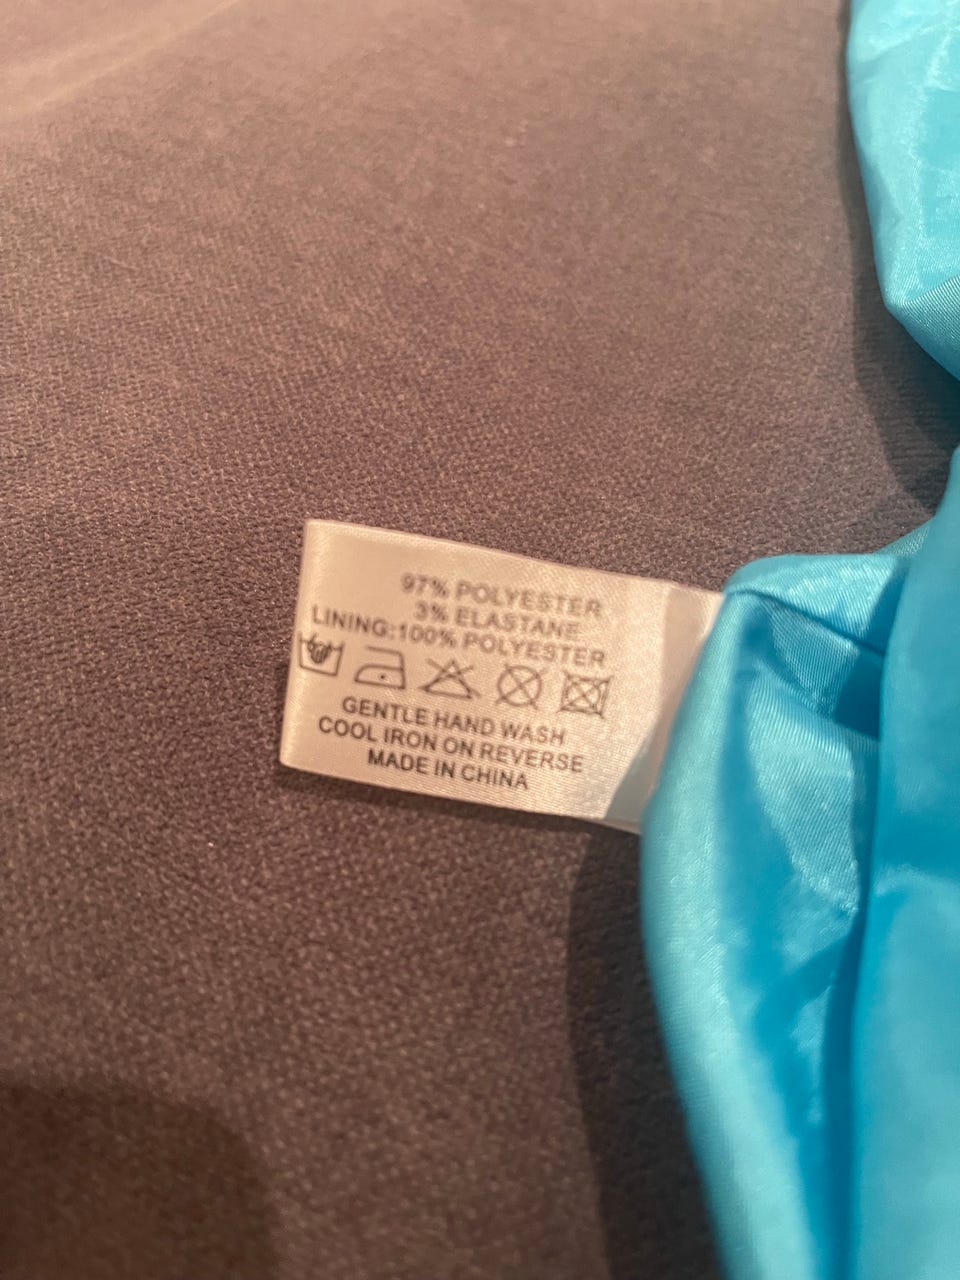 97% POLYESTER
3% ELASTANE
LINING:100% POLYESTER
GENTLE HAND WASH
COOL IRON ON REVERSE
MADE IN CHINA